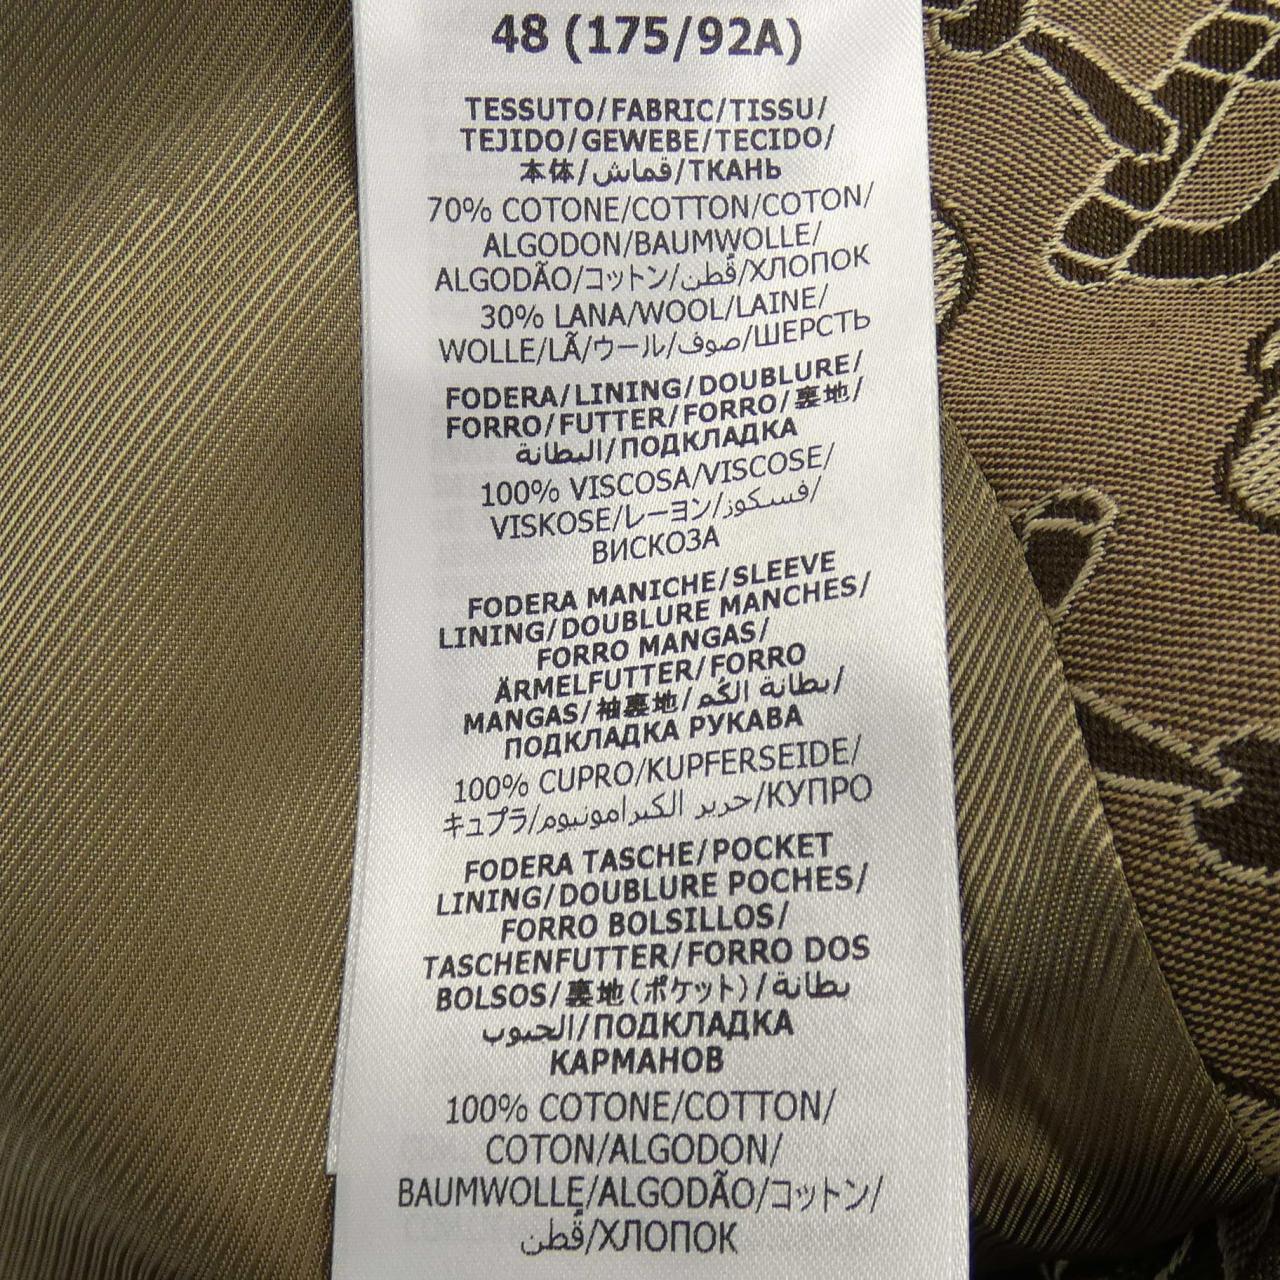 48 (175/92A)
TESSUTO/FABRIC/TISSU/
TEJIDO/GEWEBE/TECIDO/
本体/قماش/ТКАНЬ
70% COTONE/COTTON/COTON/
ALGODON/BAUMWOLLE/
ALGODÃO/コットン/قُطن/ХЛОПОК
30% LANA/WOOL/LAINE/
WOLLE/LÃ/ウール/صوف/ШЕРСТЬ
FODERA/LINING/DOUBLURE/
FORRO/FUTTER/FORRO/裏地/
البطانة/ПОДКЛАДКА
100% VISCOSA/VISCOSE/
VISKOSE/レーヨン/فسكوز/
ВИСКОЗА
FODERA MANICHE/SLEEVE
LINING/DOUBLURE MANCHES/
FORRO MANGAS/
ÄRMELFUTTER/FORRO
MANGAS/袖裏地/بطانة الكُم/
ПОДКЛАДКА РУКАВА
100% CUPRO/KUPFERSEIDE/
キュプラ/حرير الكبرامونيوم/КУПРО
FODERA TASCHE/POCKET
LINING/DOUBLURE POCHES/
FORRO BOLSILLOS/
TASCHENFUTTER/FORRO DOS
BOLSOS/裏地(ポケット)/بطانة
الجيوب/ПОДКЛАДКА
КАРМАНОВ
100% COTONE/COTTON/
COTON/ALGODON/
BAUMWOLLE/ALGODÃO/コットン/
قُطن/ХЛОПОК